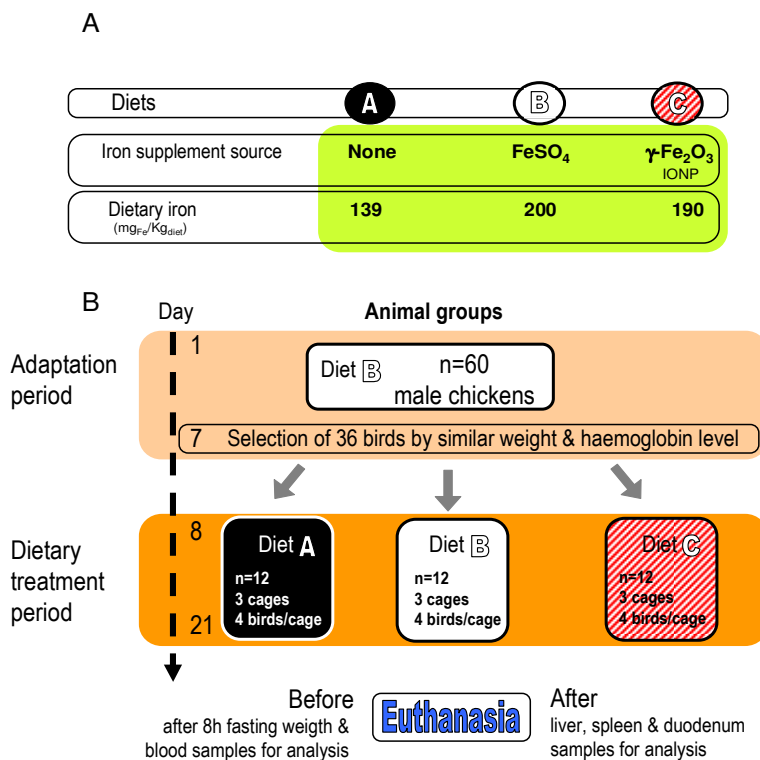 A
Diets A B C
Iron supplement source None FeSO₄ γ-Fe₂O₃
IONP
Dietary iron 139 200 190
(mgFe/Kgdiet)
B
Day Animal groups
Adaptation
period
1
Diet B n=60
male chickens
7 Selection of 36 birds by similar weight & haemoglobin level
Dietary
treatment
period
8
21
Diet A
n=12
3 cages
4 birds/cage
Diet B
n=12
3 cages
4 birds/cage
Diet C
n=12
3 cages
4 birds/cage
Before
after 8h fasting weigth &
blood samples for analysis
Euthanasia
After
liver, spleen & duodenum
samples for analysis